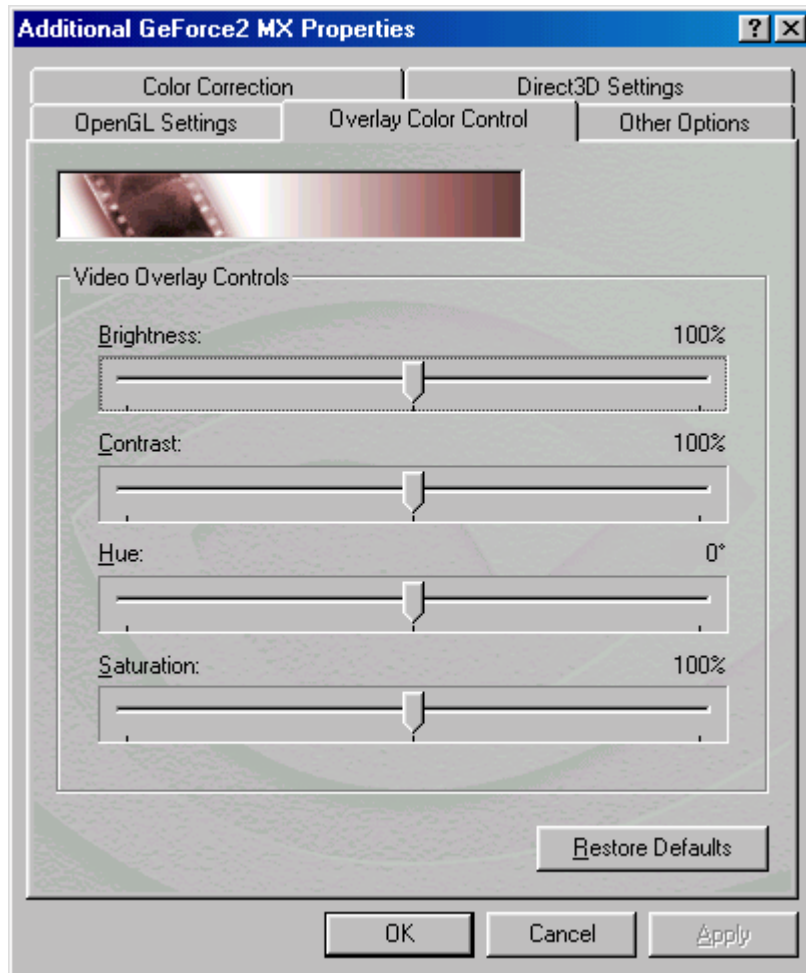 Additional GeForce2 MX Properties
Color Correction
Direct3D Settings
OpenGL Settings
Overlay Color Control
Other Options
Video Overlay Controls
Brightness: 100%
Contrast: 100%
Hue: 0°
Saturation: 100%
Restore Defaults
OK
Cancel
Apply